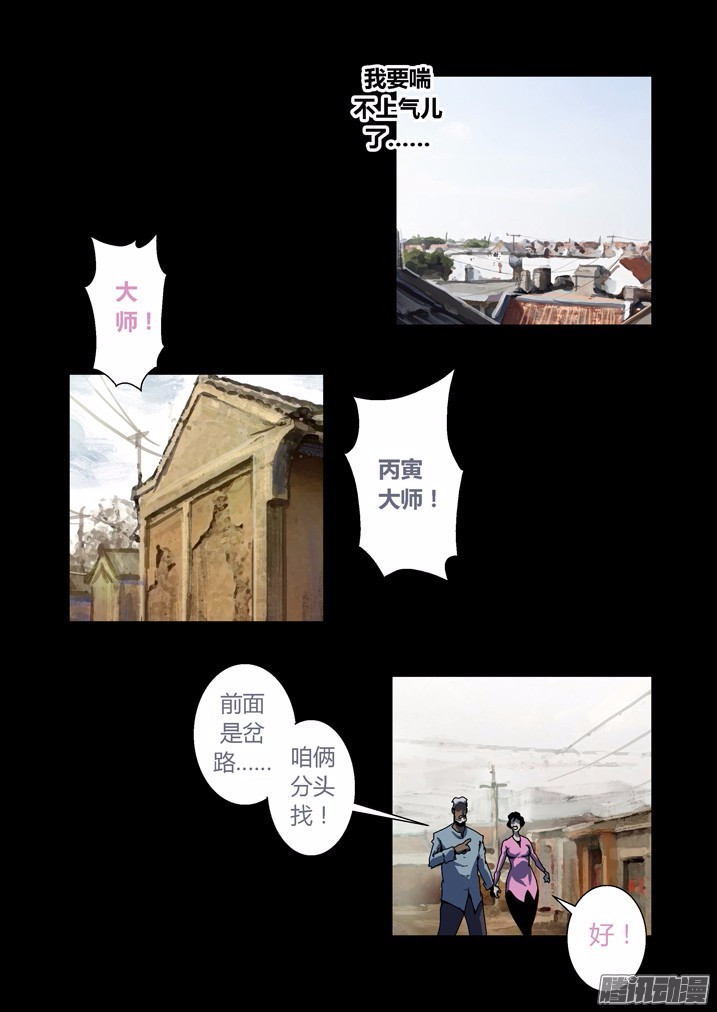 我要喘
不上气儿
了……
大
师！
丙寅
大师！
前面
是岔
路……
咱俩
分头
找！
好！
腾讯动漫